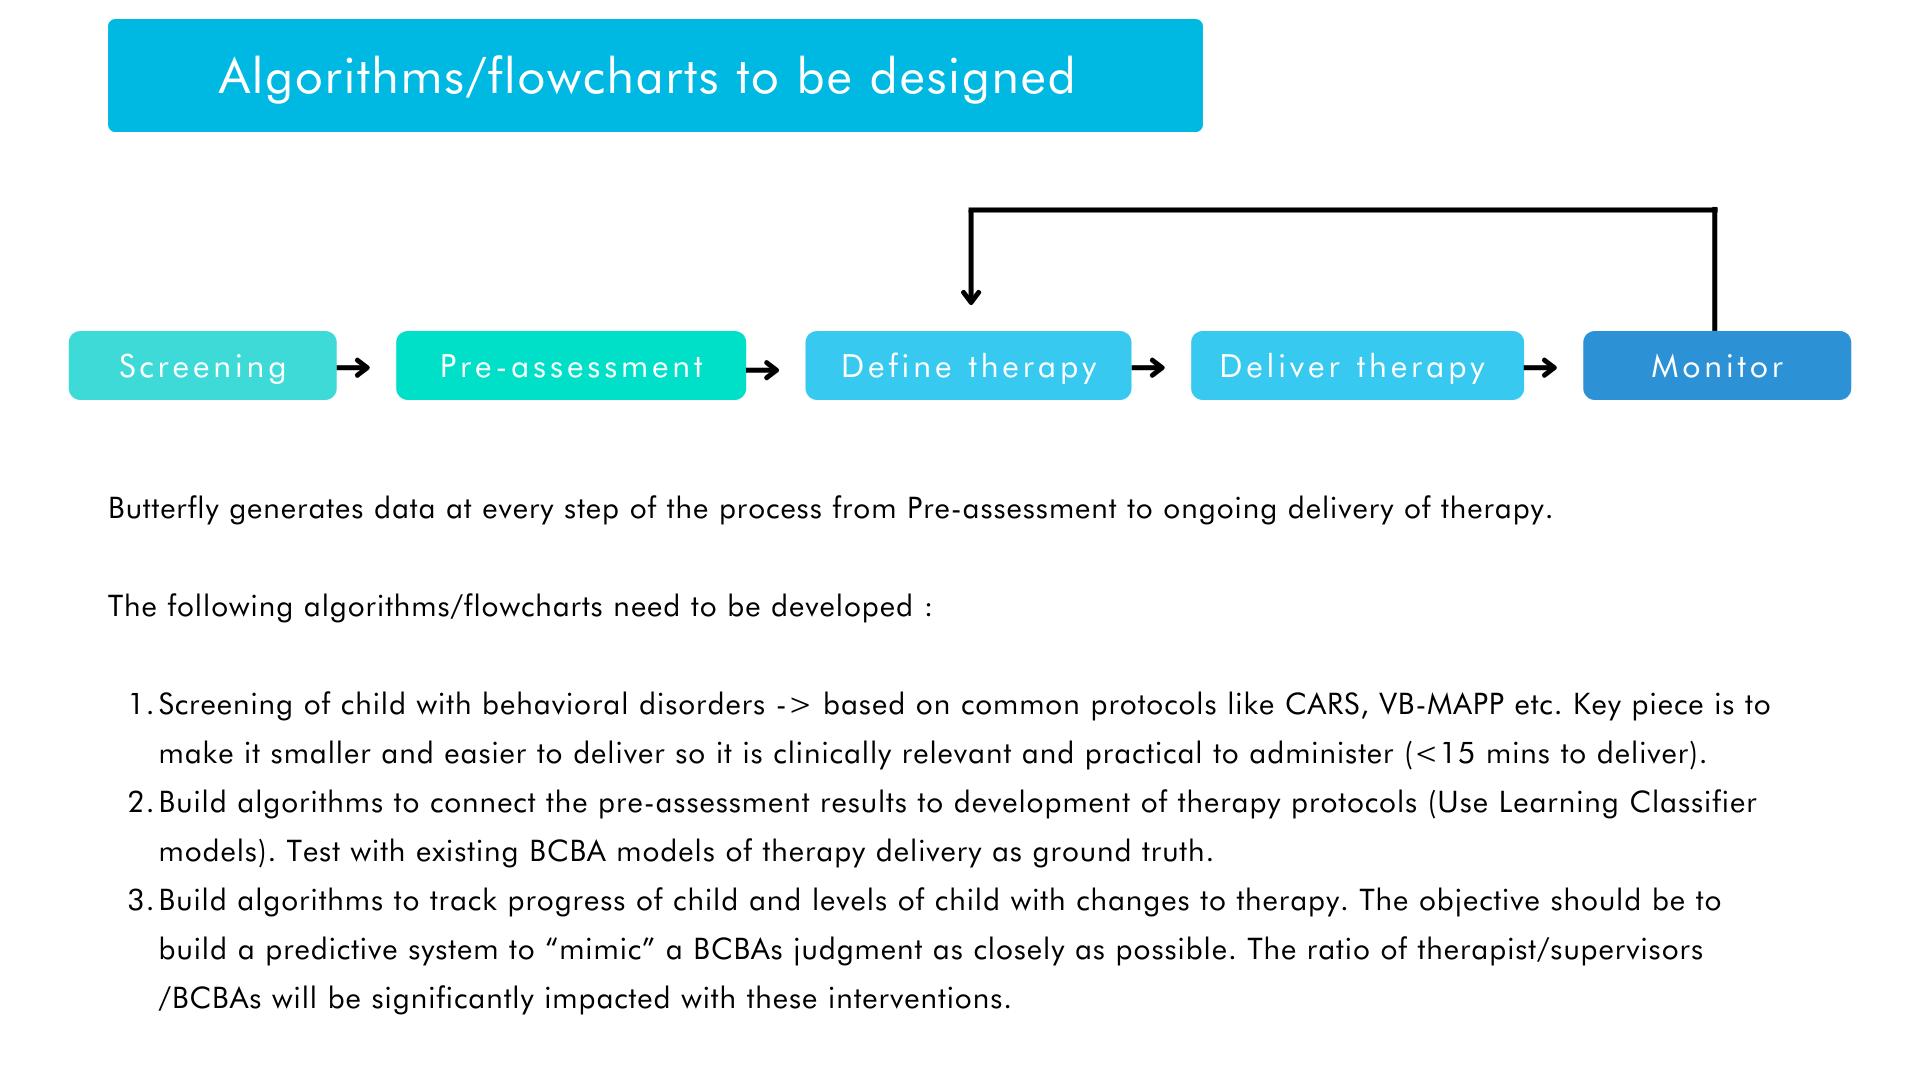 Algorithms/flowcharts to be designed
Screening
Pre-assessment
Define therapy
Deliver therapy
Monitor
Butterfly generates data at every step of the process from Pre-assessment to ongoing delivery of therapy.
The following algorithms/flowcharts need to be developed :
1. Screening of child with behavioral disorders -> based on common protocols like CARS, VB-MAPP etc. Key piece is to
make it smaller and easier to deliver so it is clinically relevant and practical to administer (<15 mins to deliver).
2. Build algorithms to connect the pre-assessment results to development of therapy protocols (Use Learning Classifier
models). Test with existing BCBA models of therapy delivery as ground truth.
3. Build algorithms to track progress of child and levels of child with changes to therapy. The objective should be to
build a predictive system to “mimic” a BCBAs judgment as closely as possible. The ratio of therapist/supervisors
/BCBAs will be significantly impacted with these interventions.